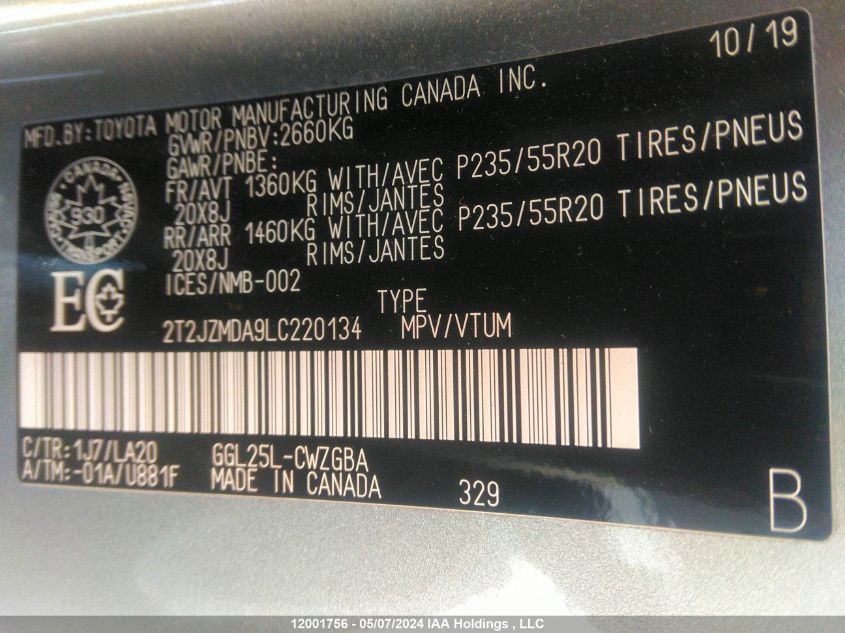 10/19
MFD.BY:TOYOTA MOTOR MANUFACTURING CANADA INC.
GVWR/PNBV:2660KG
GAWR/PNBE:
FR/AVT 1360KG WITH/AVEC P235/55R20 TIRES/PNEUS
20X8J RIMS/JANTES
RR/ARR 1460KG WITH/AVEC P235/55R20 TIRES/PNEUS
20X8J RIMS/JANTES
ICES/NMB-002
CANADA
930
EC
TYPE
2T2JZMDA9LC220134 MPV/VTUM
C/TR:1J7/LA20 GGL25L-CWZGBA
A/TM:-01A/U881F MADE IN CANADA 329
B
12001756 - 05/07/2024 IAA Holdings , LLC